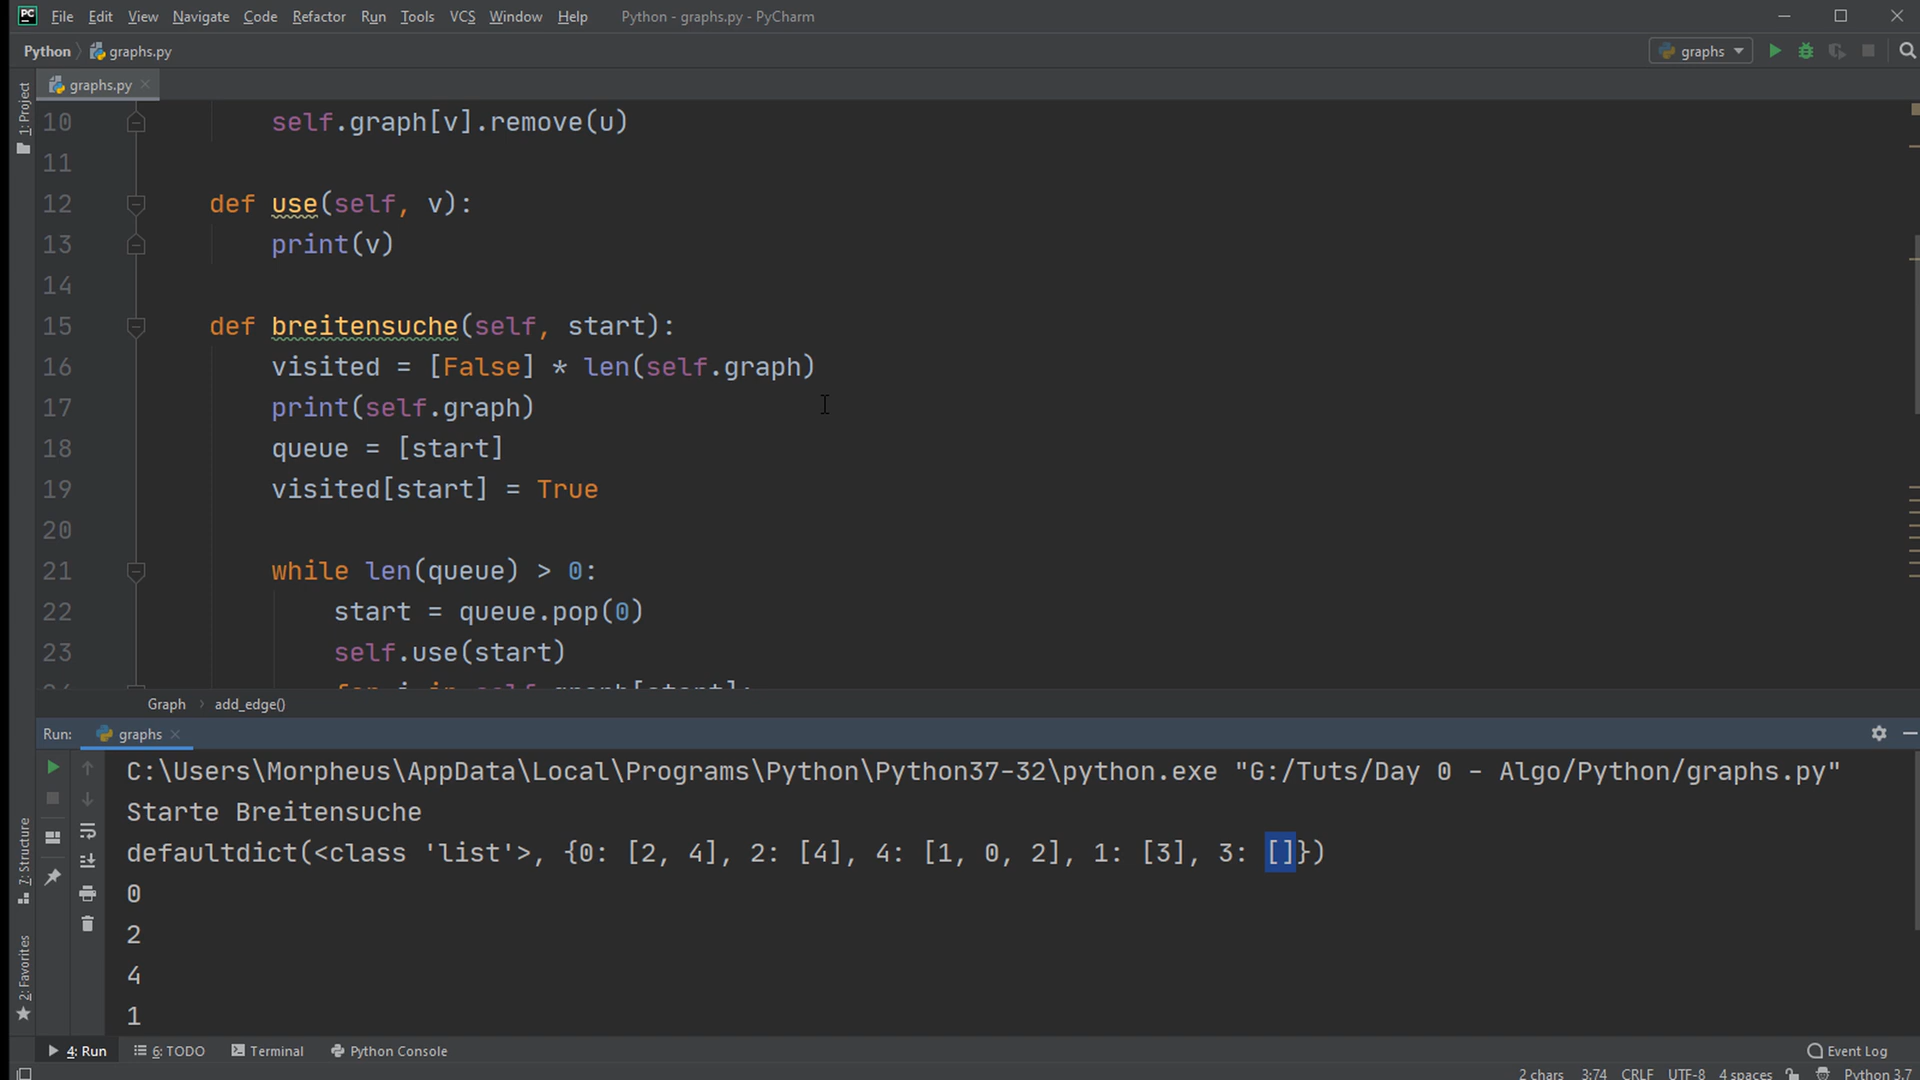 PC File Edit View Navigate Code Refactor Run Tools VCS Window Help Python - graphs.py - PyCharm
Python graphs.py graphs
graphs.py
1: Project
10 self.graph[v].remove(u)
11
12 def use(self, v):
13 print(v)
14
15 def breitensuche(self, start):
16 visited = [False] * len(self.graph)
17 print(self.graph)
18 queue = [start]
19 visited[start] = True
20
21 while len(queue) > 0:
22 start = queue.pop(0)
23 self.use(start)
Graph add_edge()
Run: graphs
C:\Users\Morpheus\AppData\Local\Programs\Python\Python37-32\python.exe "G:/Tuts/Day 0 - Algo/Python/graphs.py"
Starte Breitensuche
defaultdict(<class 'list'>, {0: [2, 4], 2: [4], 4: [1, 0, 2], 1: [3], 3: []})
0
2
4
1
7: Structure
2: Favorites
4: Run 6: TODO Terminal Python Console Event Log
2 chars 3:74 CRLF UTF-8 4 spaces Python 3.7